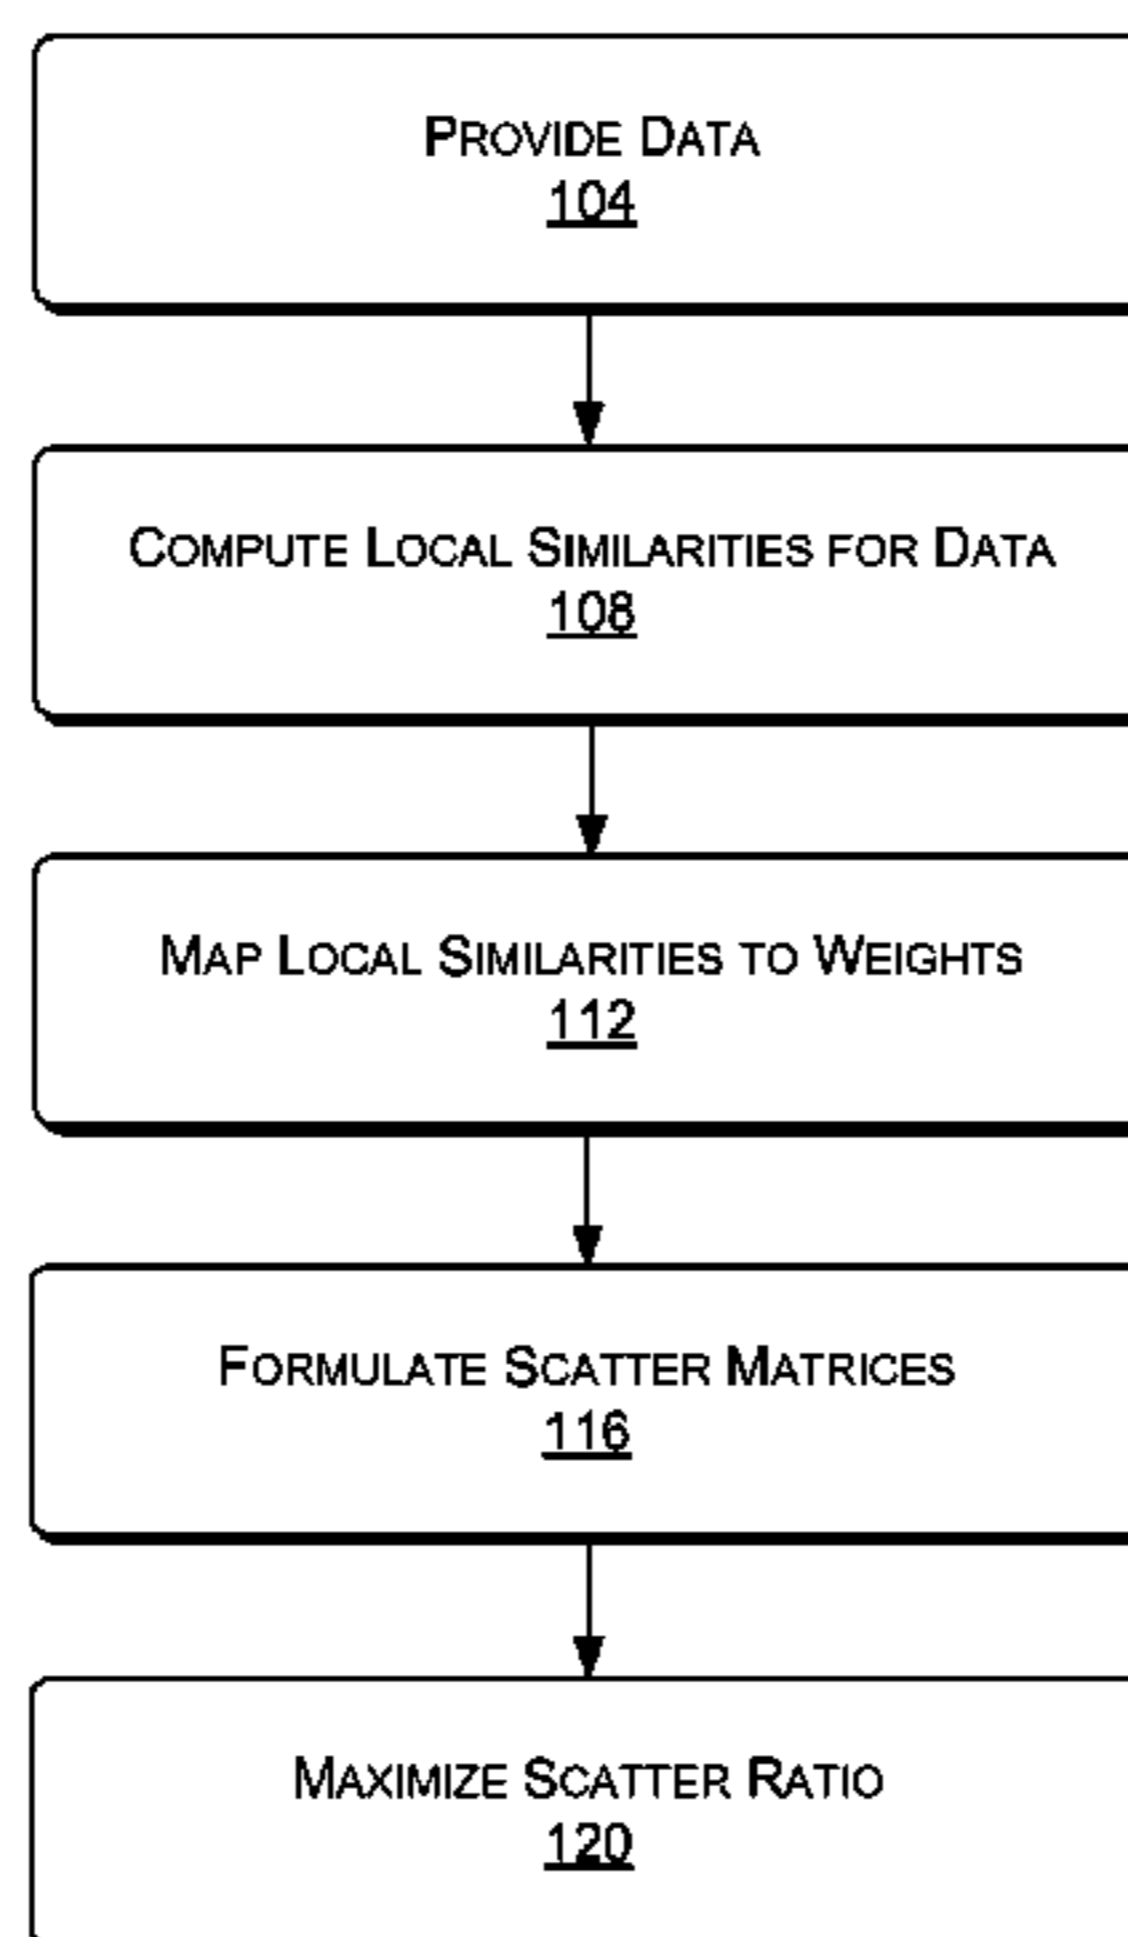 PROVIDE DATA
104
COMPUTE LOCAL SIMILARITIES FOR DATA
108
MAP LOCAL SIMILARITIES TO WEIGHTS
112
FORMULATE SCATTER MATRICES
116
MAXIMIZE SCATTER RATIO
120